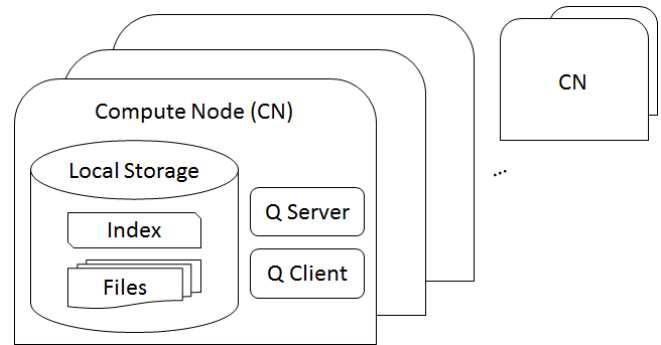 Compute Node (CN)
Local Storage
Index
Files
Q Server
Q Client
CN
...